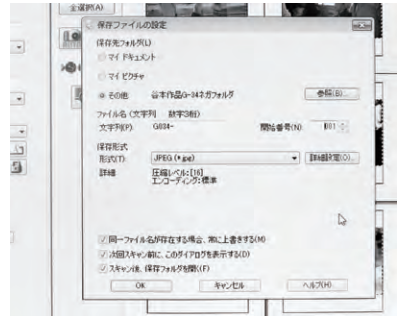 全選択(A)
保存ファイルの設定
保存先フォルダ(L)
マイ ドキュメント
マイ ピクチャ
その他 谷本作品G-34ネガフォルダ 参照(B)...
ファイル名 (文字列 + 数字3桁)
文字列(P) G034- 開始番号(N) 001
保存形式
形式(T) JPEG (*.jpg) 詳細設定(O)...
詳細 圧縮レベル:[16]
エンコーディング:標準
同一ファイル名が存在する場合、常に上書きする(M)
次回スキャン前に、このダイアログを表示する(D)
スキャン後、保存フォルダを開く(F)
OK キャンセル ヘルプ(H)